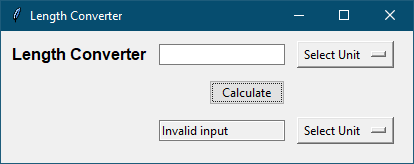 Length Converter
Length Converter
Select Unit
Calculate
Invalid input
Select Unit